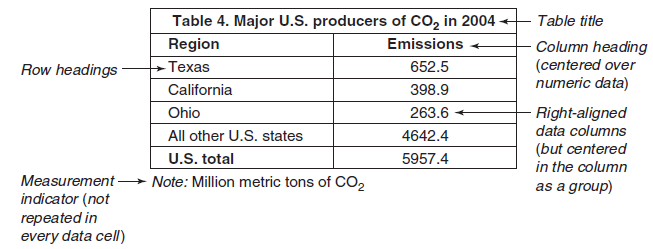 Table 4. Major U.S. producers of CO₂ in 2004
Table title
Region
Emissions
Column heading
(centered over
numeric data)
Row headings
Texas
652.5
California
398.9
Ohio
263.6
Right-aligned
data columns
(but centered
in the column
as a group)
All other U.S. states
4642.4
U.S. total
5957.4
Measurement
indicator (not
repeated in
every data cell)
Note: Million metric tons of CO₂